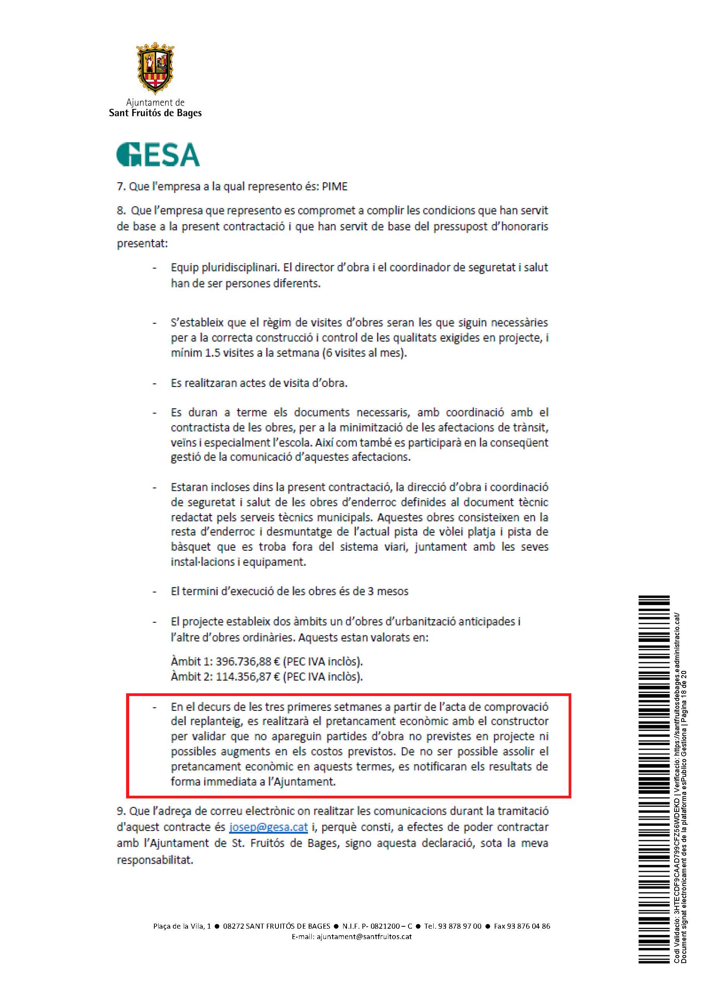 Ajuntament de
Sant Fruitós de Bages
GESA
7. Que l'empresa a la qual represento és: PIME
8. Que l’empresa que represento es compromet a complir les condicions que han servit
de base a la present contractació i que han servit de base del pressupost d’honoraris
presentat:
- Equip pluridisciplinari. El director d’obra i el coordinador de seguretat i salut
han de ser persones diferents.
- S’estableix que el règim de visites d’obres seran les que siguin necessàries
per a la correcta construcció i control de les qualitats exigides en projecte, i
mínim 1.5 visites a la setmana (6 visites al mes).
- Es realitzaran actes de visita d’obra.
- Es duran a terme els documents necessaris, amb coordinació amb el
contractista de les obres, per a la minimització de les afectacions de trànsit,
veïns i especialment l’escola. Així com també es participarà en la conseqüent
gestió de la comunicació d’aquestes afectacions.
- Estaran incloses dins la present contractació, la direcció d’obra i coordinació
de seguretat i salut de les obres d’enderroc definides al document tècnic
redactat pels serveis tècnics municipals. Aquestes obres consisteixen en la
resta d’enderroc i desmuntatge de l’actual pista de vòlei platja i pista de
bàsquet que es troba fora del sistema viari, juntament amb les seves
instal·lacions i equipament.
- El termini d’execució de les obres és de 3 mesos
- El projecte estableix dos àmbits un d’obres d’urbanització anticipades i
l’altre d’obres ordinàries. Aquests estan valorats en:
Àmbit 1: 396.736,88 € (PEC IVA inclòs).
Àmbit 2: 114.356,87 € (PEC IVA inclòs).
- En el decurs de les tres primeres setmanes a partir de l’acta de comprovació
del replanteig, es realitzarà el pretancament econòmic amb el constructor
per validar que no apareguin partides d’obra no previstes en projecte ni
possibles augments en els costos previstos. De no ser possible assolir el
pretancament econòmic en aquests termes, es notificaran els resultats de
forma immediata a l’Ajuntament.
9. Que l’adreça de correu electrònic on realitzar les comunicacions durant la tramitació
d'aquest contracte és josep@gesa.cat i, perquè consti, a efectes de poder contractar
amb l’Ajuntament de St. Fruitós de Bages, signo aquesta declaració, sota la meva
responsabilitat.
Plaça de la Vila, 1 ● 08272 SANT FRUITÓS DE BAGES ● N.I.F. P- 0821200 – C ● Tel. 93 878 97 00 ● Fax 93 876 04 86
E-mail: ajuntament@santfruitos.cat
Codi Validació: 3HTECDF9CAAD799CFZ56WDEKD | Verificació: https://santfruitosdebages.eadministracio.cat/
Document signat electrònicament des de la plataforma esPublico Gestiona | Pàgina 18 de 20